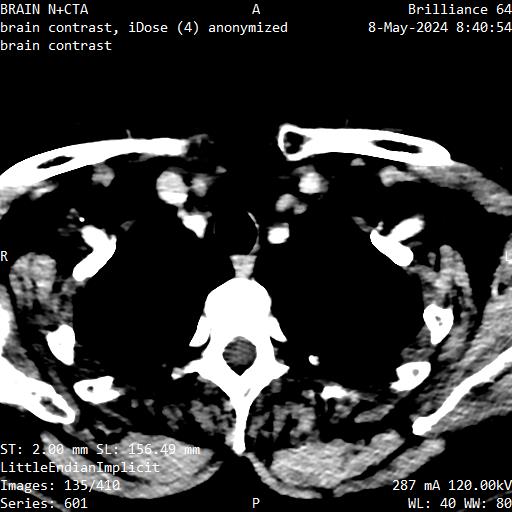 BRAIN N+CTA
A
Brilliance 64
brain contrast, iDose (4) anonymized
8-May-2024 8:40:54
brain contrast
R
L
ST: 2.00 mm SL: 156.49 mm
LittleEndianImplicit
Images: 135/410
287 mA 120.00kV
Series: 601
P
WL: 40 WW: 80